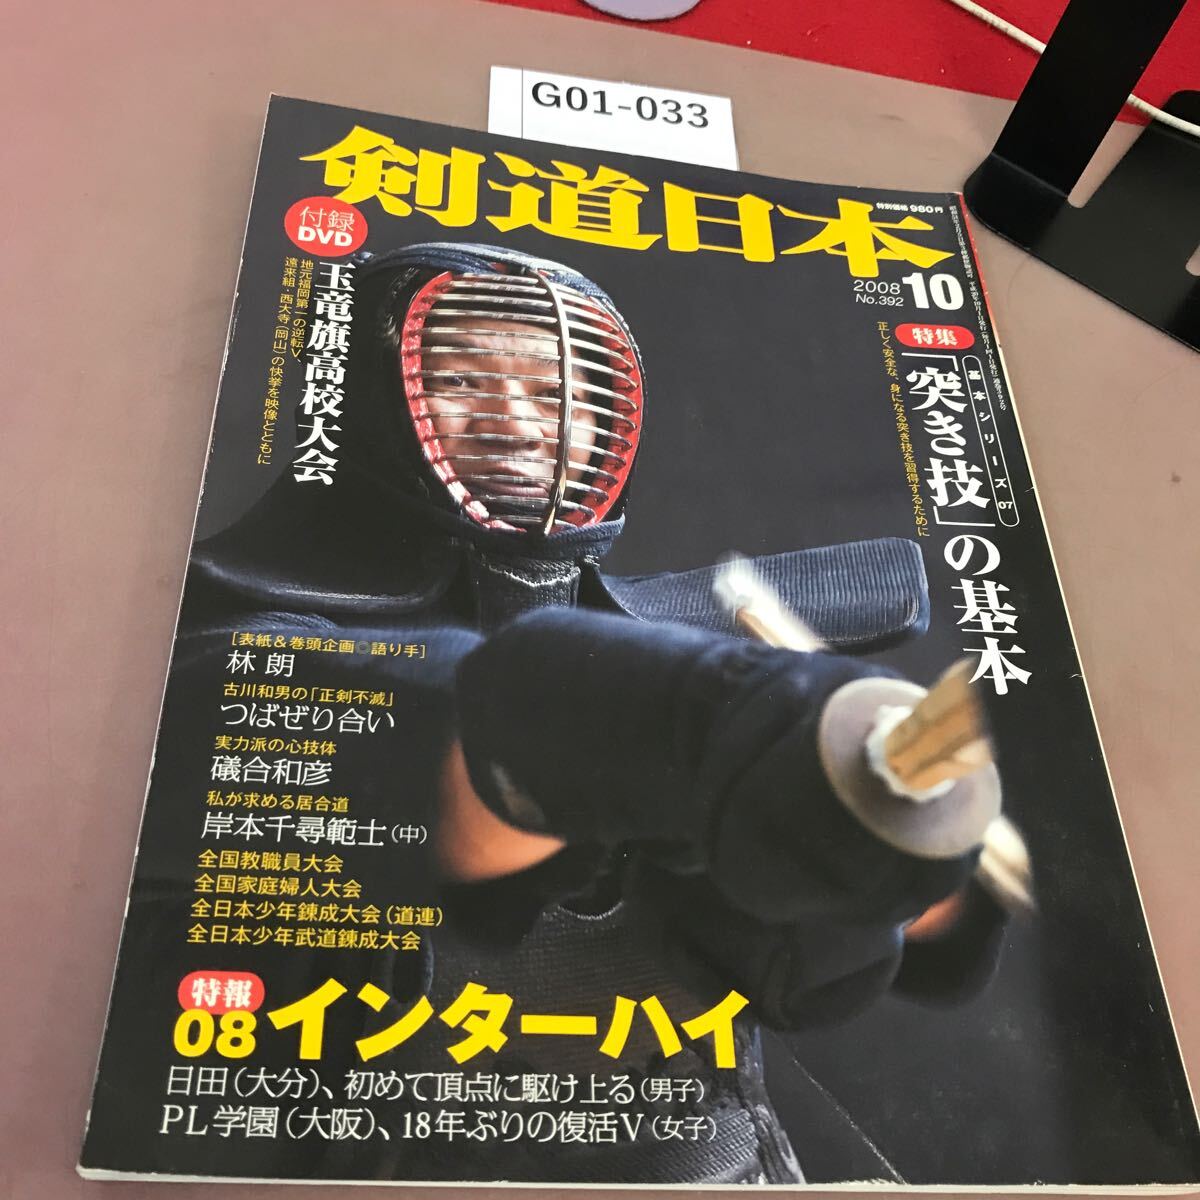 G01-033
剣道日本
特別価格980円
2008
No.392
10
付録
DVD
玉竜旗高校大会
地元福岡第一の逆転V、
遠来組・西大寺(岡山)の快挙を映像とともに
特集
基本シリーズ07
「突き技」の基本
正しく安全な、身になる突き技を習得するために
[表紙&巻頭企画◎語り手]
林 朗
古川和男の「正剣不滅」
つばぜり合い
実力派の心技体
礒合和彦
私が求める居合道
岸本千尋範士(中)
全国教職員大会
全国家庭婦人大会
全日本少年錬成大会(道連)
全日本少年武道錬成大会
特報
08インターハイ
日田(大分)、初めて頂点に駆け上る(男子)
PL学園(大阪)、18年ぶりの復活V(女子)